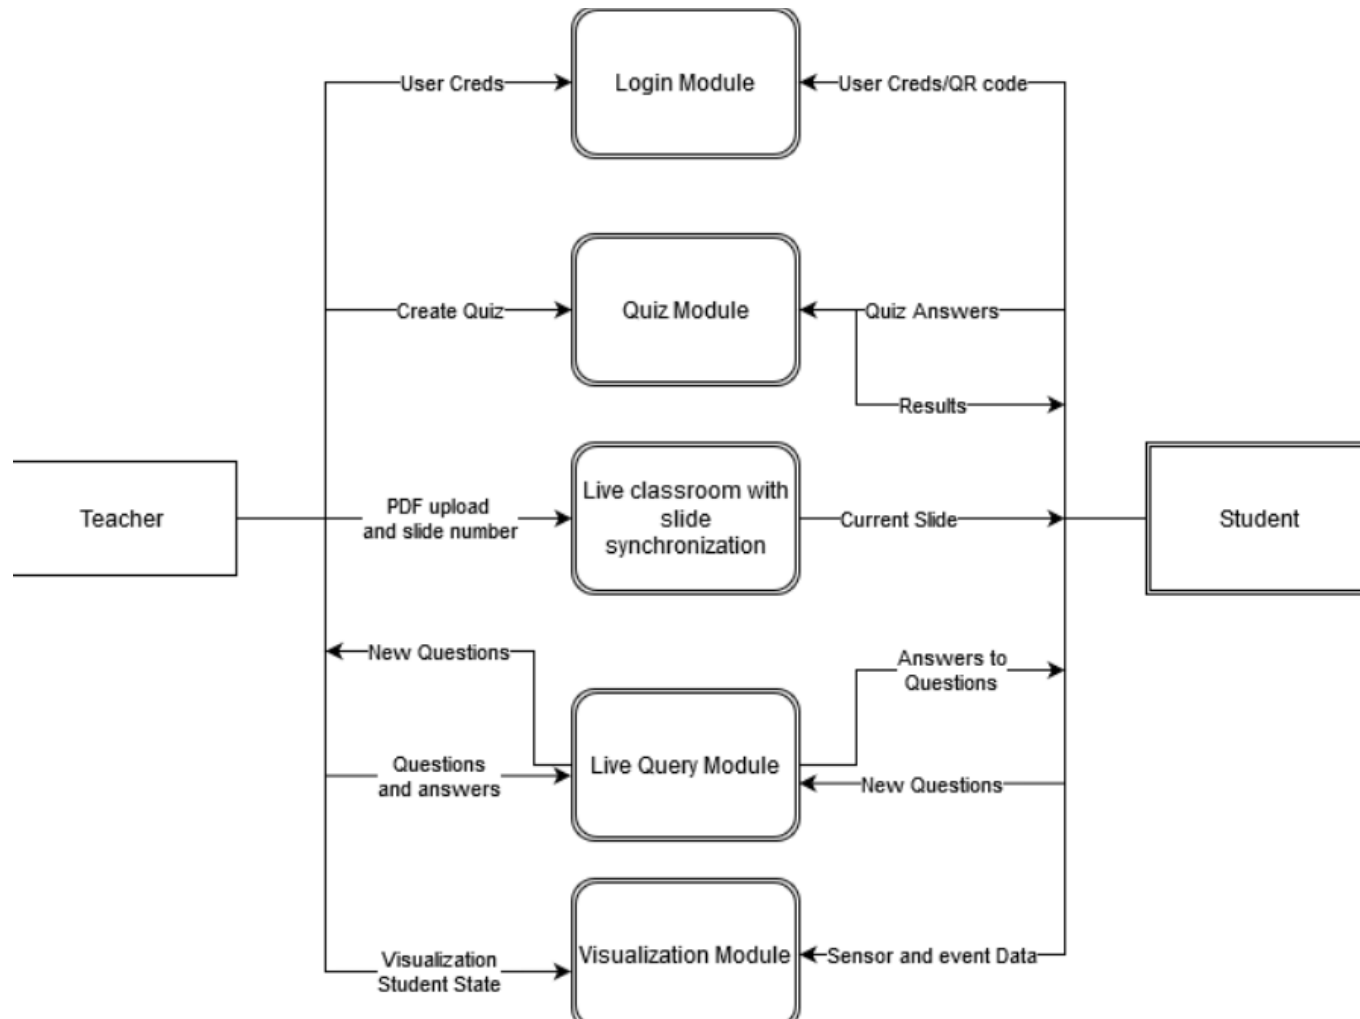 User Creds
Login Module
User Creds/QR code
Create Quiz
Quiz Module
Quiz Answers
Results
Teacher
PDF upload
and slide number
Live classroom with
slide
synchronization
Current Slide
Student
New Questions
Answers to
Questions
Questions
and answers
Live Query Module
New Questions
Visualization
Student State
Visualization Module
Sensor and event Data